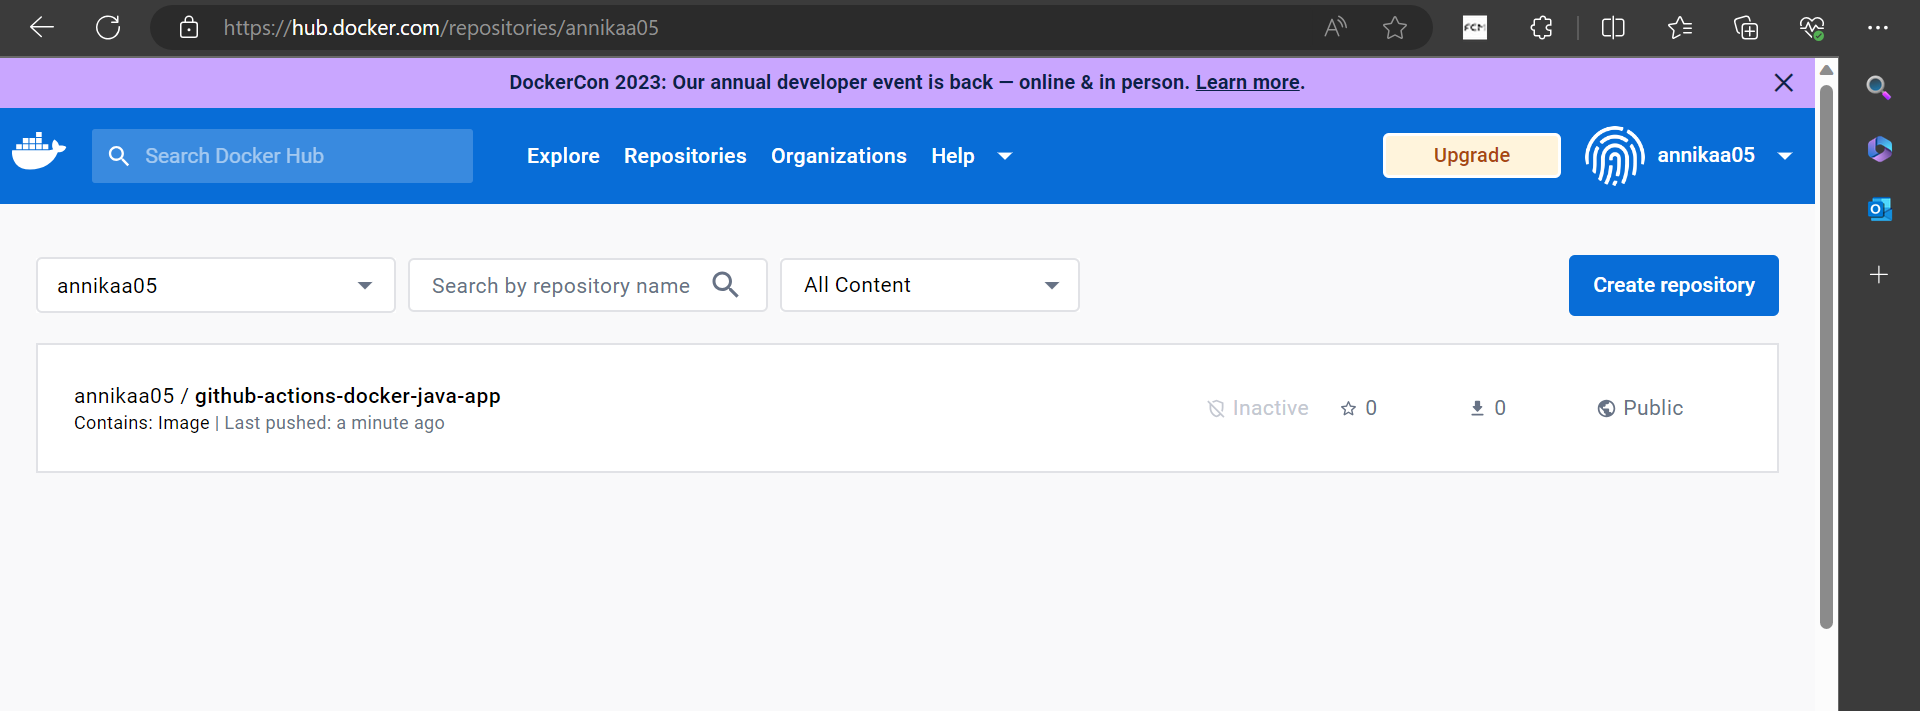 https://hub.docker.com/repositories/annikaa05
FCM
DockerCon 2023: Our annual developer event is back — online & in person. Learn more.
Search Docker Hub
Explore
Repositories
Organizations
Help
Upgrade
annikaa05
annikaa05
Search by repository name
All Content
Create repository
annikaa05 / github-actions-docker-java-app
Contains: Image | Last pushed: a minute ago
Inactive
0
0
Public